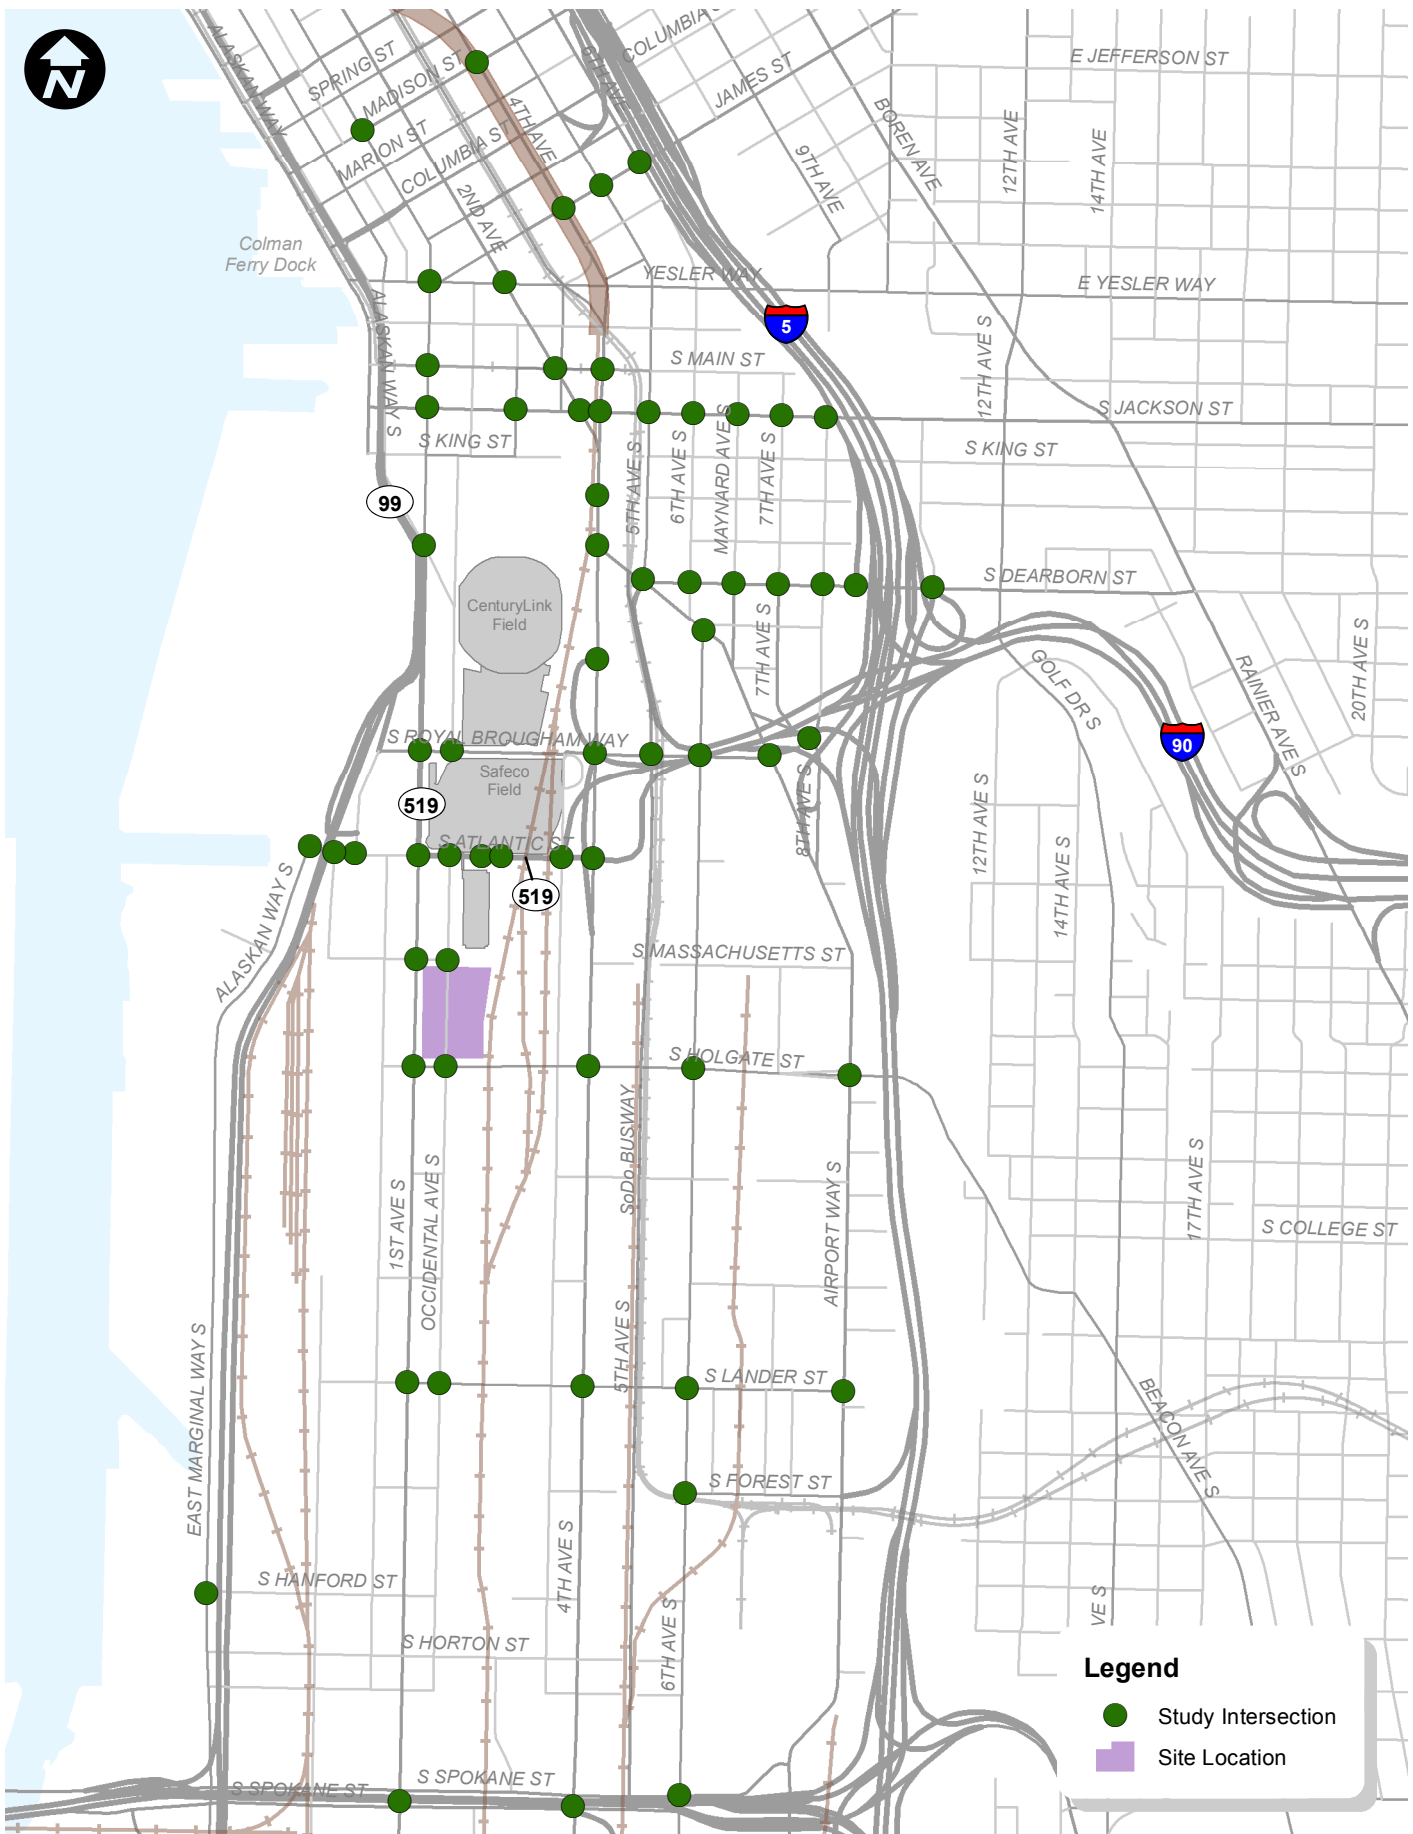 N
ALASKAN WAY
SPRING ST
MADISON ST
MARION ST
COLUMBIA ST
2ND AVE
4TH AVE
6TH AVE
COLUMBIA S
JAMES ST
9TH AVE
BOREN AVE
12TH AVE
14TH AVE
E JEFFERSON ST
Colman
Ferry Dock
YESLER WAY
E YESLER WAY
5
ALASKAN WAY S
S MAIN ST
12TH AVE S
S JACKSON ST
S KING ST
S KING ST
5TH AVE S
6TH AVE S
MAYNARD AVE S
7TH AVE S
99
S DEARBORN ST
CenturyLink
Field
7TH AVE S
GOLF DR S
RAINIER AVE S
20TH AVE S
90
S ROYAL BROUGHAM WAY
Safeco
Field
519
8TH AVE S
12TH AVE S
14TH AVE S
S ATLANTIC ST
519
ALASKAN WAY S
S MASSACHUSETTS ST
S HOLGATE ST
SoDo BUSWAY
1ST AVE S
OCCIDENTAL AVE S
AIRPORT WAY S
17TH AVE S
S COLLEGE ST
EAST MARGINAL WAY S
5TH AVE S
S LANDER ST
BEACON AVE S
S FOREST ST
4TH AVE S
S HANFORD ST
S HORTON ST
6TH AVE S
VE S
S SPOKANE ST
S SPOKANE ST
Legend
Study Intersection
Site Location